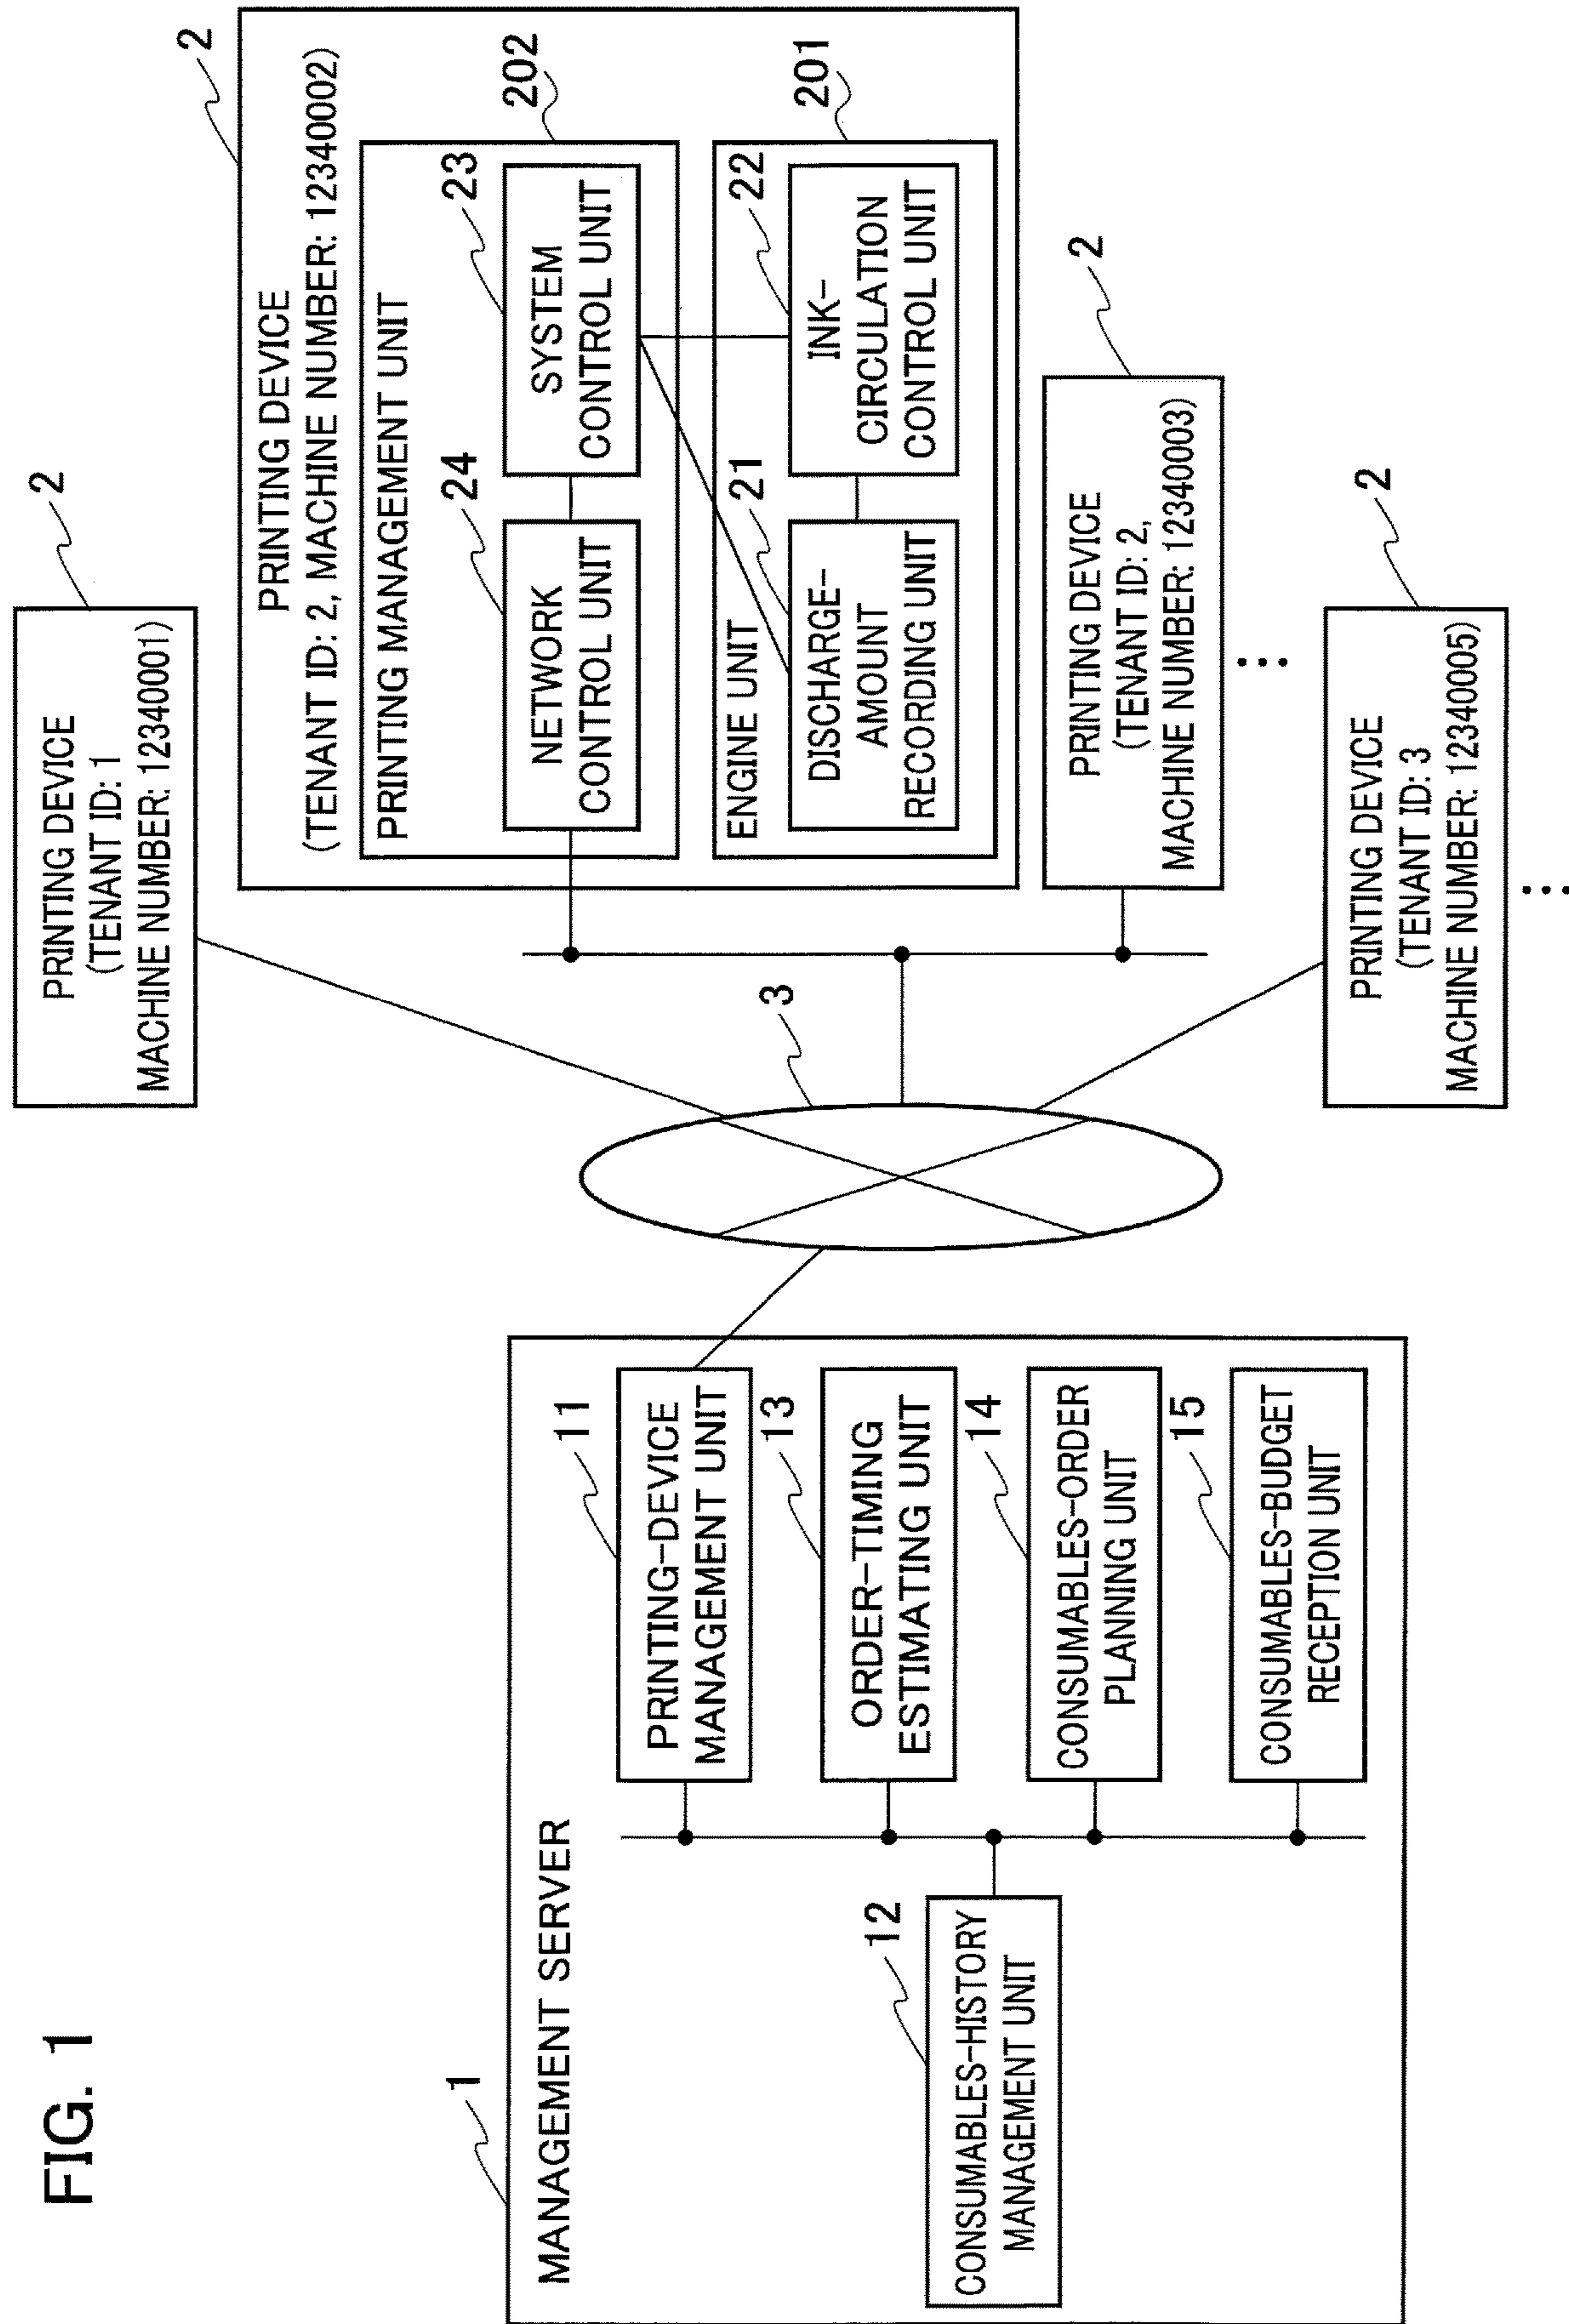 FIG. 1
1
MANAGEMENT SERVER
12
CONSUMABLES-HISTORY
MANAGEMENT UNIT
11
PRINTING-DEVICE
MANAGEMENT UNIT
13
ORDER-TIMING
ESTIMATING UNIT
14
CONSUMABLES-ORDER
PLANNING UNIT
15
CONSUMABLES-BUDGET
RECEPTION UNIT
3
2
PRINTING DEVICE
(TENANT ID: 1
MACHINE NUMBER: 12340001)
2
PRINTING DEVICE
(TENANT ID: 2, MACHINE NUMBER: 12340002)
202
PRINTING MANAGEMENT UNIT
24
NETWORK
CONTROL UNIT
23
SYSTEM
CONTROL UNIT
201
ENGINE UNIT
21
DISCHARGE-
AMOUNT
RECORDING UNIT
22
INK-
CIRCULATION
CONTROL UNIT
2
PRINTING DEVICE
(TENANT ID: 2,
MACHINE NUMBER: 12340003)
...
2
PRINTING DEVICE
(TENANT ID: 3
MACHINE NUMBER: 12340005)
...